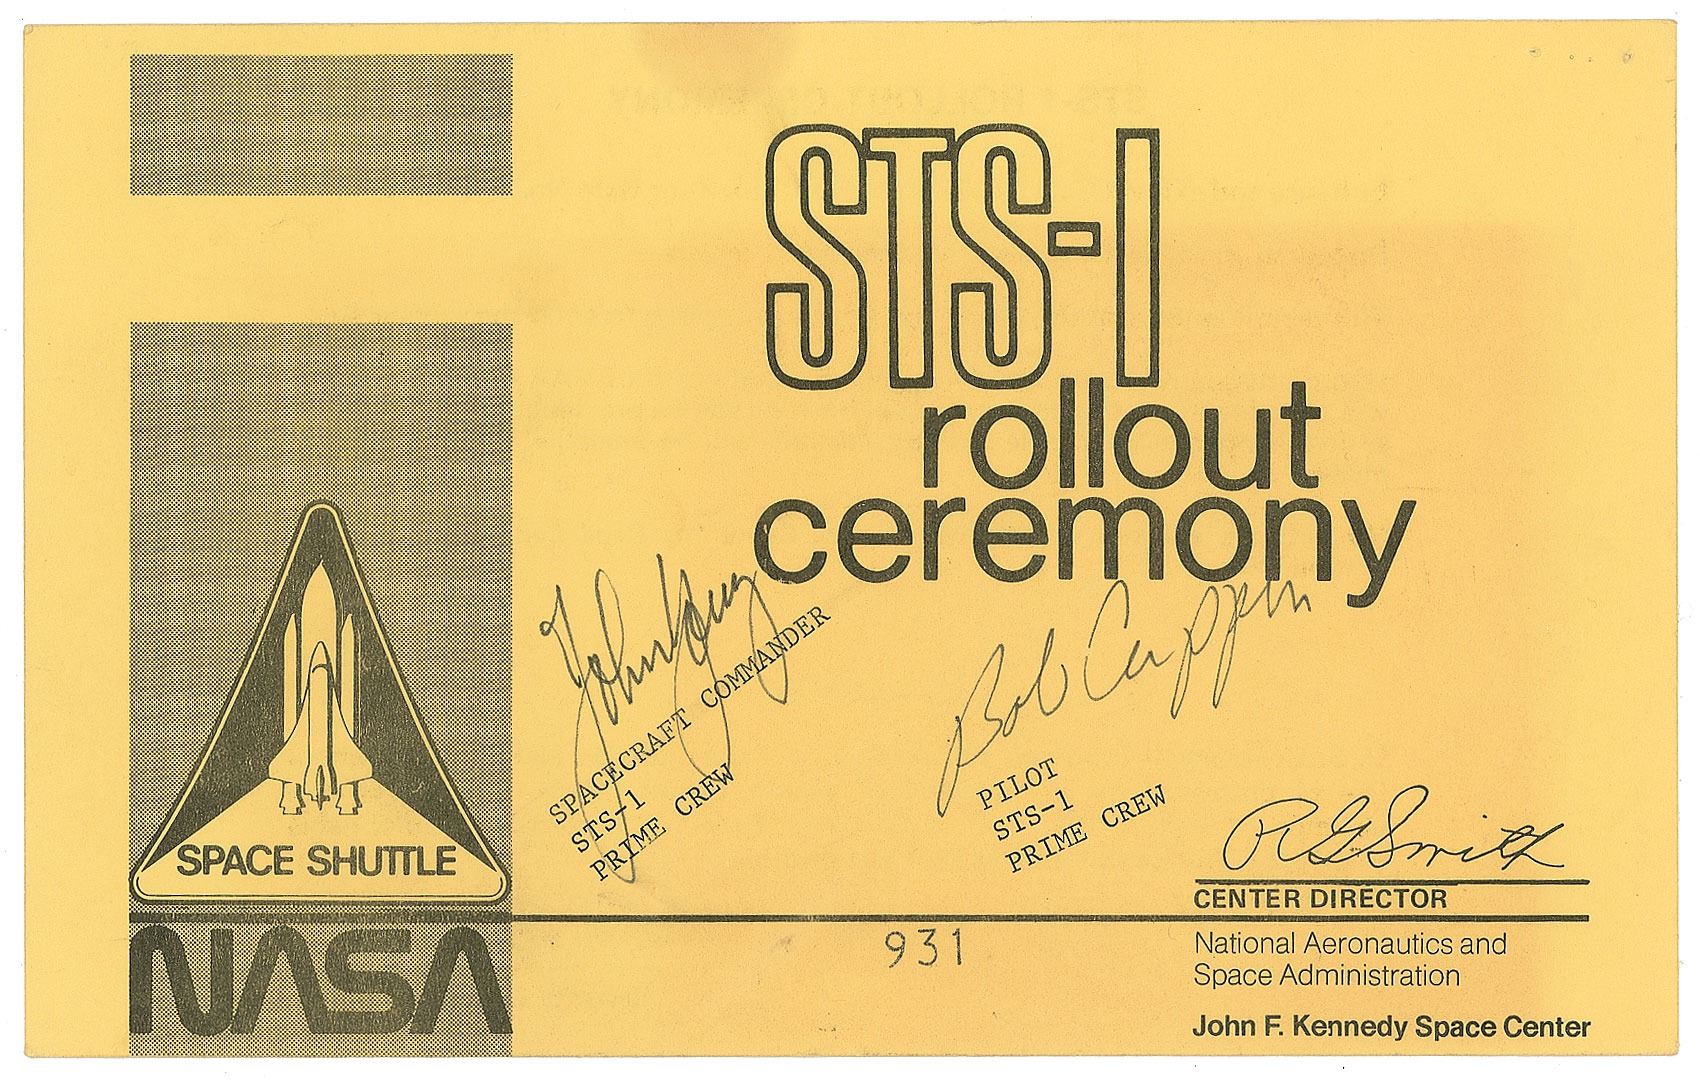 STS-1
rollout
ceremony
John Young
SPACECRAFT COMMANDER
STS-1
PRIME CREW
Bob Crippen
PILOT
STS-1
PRIME CREW
R G Smith
CENTER DIRECTOR
SPACE SHUTTLE
NASA
931
National Aeronautics and
Space Administration
John F. Kennedy Space Center